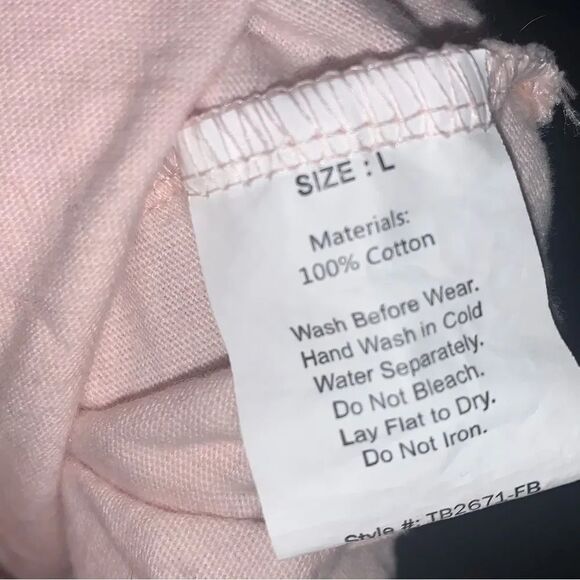 SIZE : L
Materials:
100% Cotton
Wash Before Wear.
Hand Wash in Cold
Water Separately.
Do Not Bleach.
Lay Flat to Dry.
Do Not Iron.
Style #: TB2671-FB